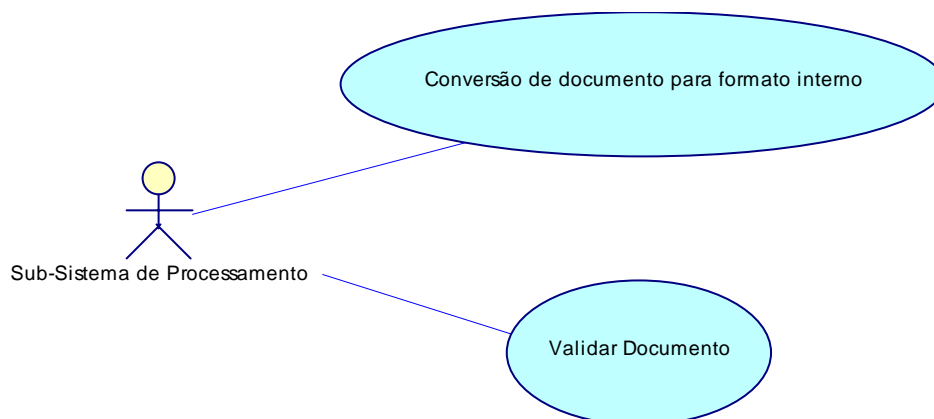 Conversão de documento para formato interno
Sub-Sistema de Processamento
Validar Documento